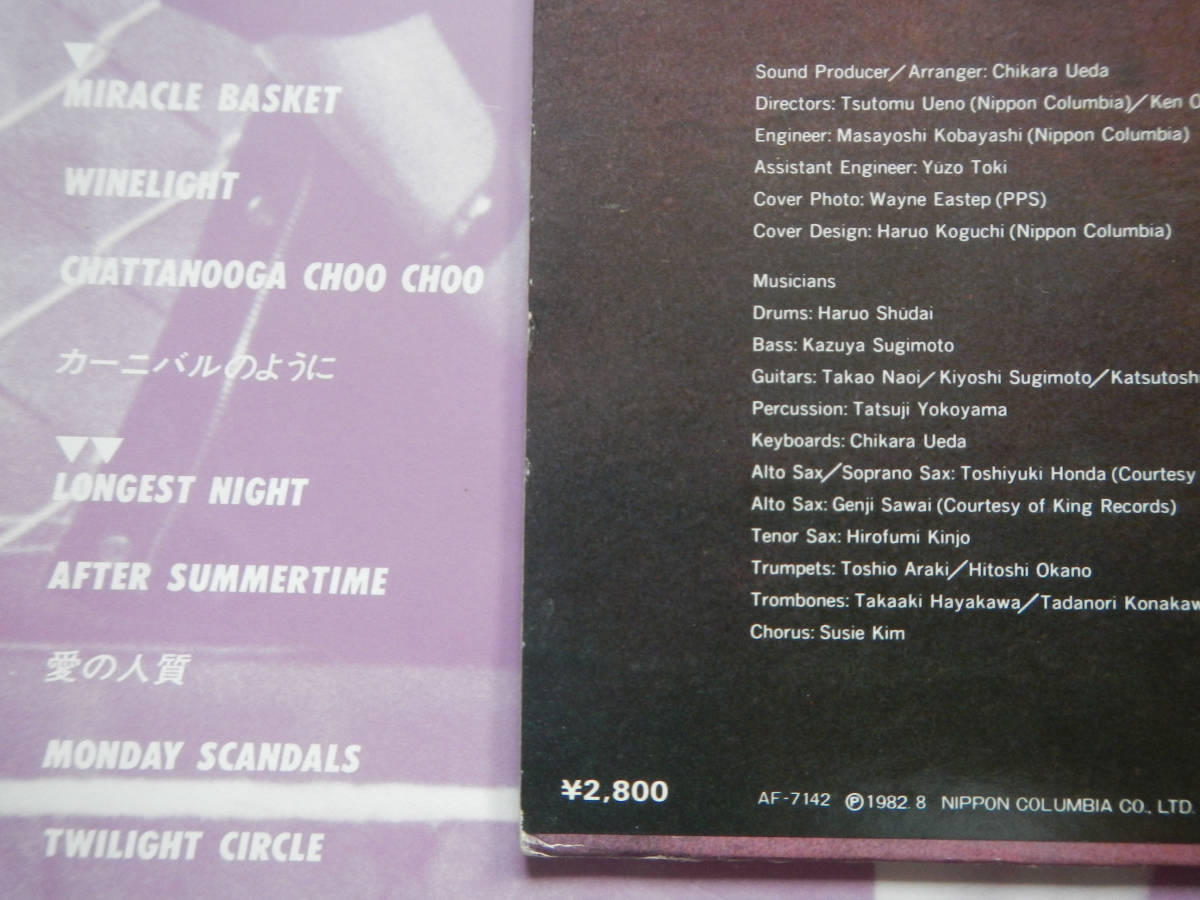 ▼
MIRACLE BASKET
WINELIGHT
CHATTANOOGA CHOO CHOO
カーニバルのように
▼▼
LONGEST NIGHT
AFTER SUMMERTIME
愛の人質
MONDAY SCANDALS
TWILIGHT CIRCLE
Sound Producer/Arranger: Chikara Ueda
Directors: Tsutomu Ueno (Nippon Columbia)/Ken
Engineer: Masayoshi Kobayashi (Nippon Columbia)
Assistant Engineer: Yūzo Toki
Cover Photo: Wayne Eastep (PPS)
Cover Design: Haruo Koguchi (Nippon Columbia)
Musicians
Drums: Haruo Shūdai
Bass: Kazuya Sugimoto
Guitars: Takao Naoi/Kiyoshi Sugimoto/
Percussion: Tatsuji Yokoyama
Keyboards: Chikara Ueda
Alto Sax/Soprano Sax: Toshiyuki Honda (Courtesy
Alto Sax: Genji Sawai (Courtesy of King Records)
Tenor Sax: Hirofumi Kinjo
Trumpets: Toshio Araki/Hitoshi Okano
Trombones: Takaaki Hayakawa/Tadanori
Chorus: Susie Kim
¥2,800
AF-7142 ℗1982. 8 NIPPON COLUMBIA CO., LTD.